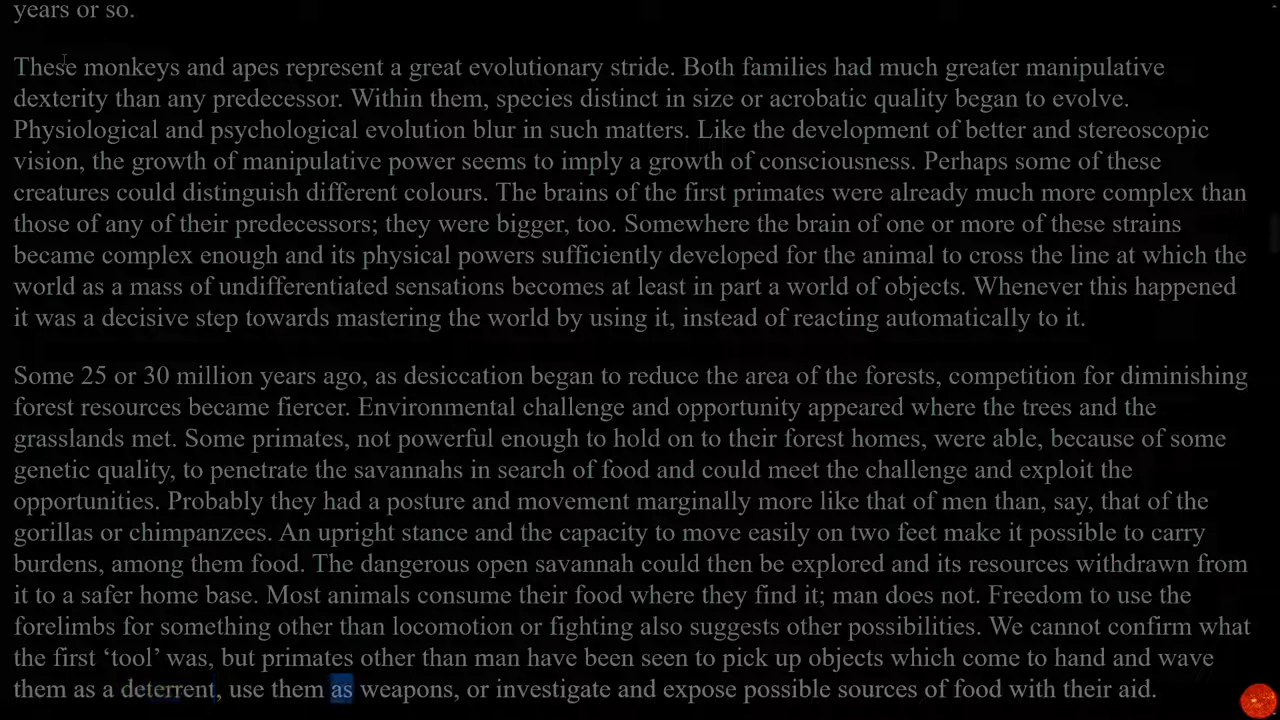 years or so.
These monkeys and apes represent a great evolutionary stride. Both families had much greater manipulative
dexterity than any predecessor. Within them, species distinct in size or acrobatic quality began to evolve.
Physiological and psychological evolution blur in such matters. Like the development of better and stereoscopic
vision, the growth of manipulative power seems to imply a growth of consciousness. Perhaps some of these
creatures could distinguish different colours. The brains of the first primates were already much more complex than
those of any of their predecessors; they were bigger, too. Somewhere the brain of one or more of these strains
became complex enough and its physical powers sufficiently developed for the animal to cross the line at which the
world as a mass of undifferentiated sensations becomes at least in part a world of objects. Whenever this happened
it was a decisive step towards mastering the world by using it, instead of reacting automatically to it.
Some 25 or 30 million years ago, as desiccation began to reduce the area of the forests, competition for diminishing
forest resources became fiercer. Environmental challenge and opportunity appeared where the trees and the
grasslands met. Some primates, not powerful enough to hold on to their forest homes, were able, because of some
genetic quality, to penetrate the savannahs in search of food and could meet the challenge and exploit the
opportunities. Probably they had a posture and movement marginally more like that of men than, say, that of the
gorillas or chimpanzees. An upright stance and the capacity to move easily on two feet make it possible to carry
burdens, among them food. The dangerous open savannah could then be explored and its resources withdrawn from
it to a safer home base. Most animals consume their food where they find it; man does not. Freedom to use the
forelimbs for something other than locomotion or fighting also suggests other possibilities. We cannot confirm what
the first ‘tool’ was, but primates other than man have been seen to pick up objects which come to hand and wave
them as a deterrent, use them as weapons, or investigate and expose possible sources of food with their aid.